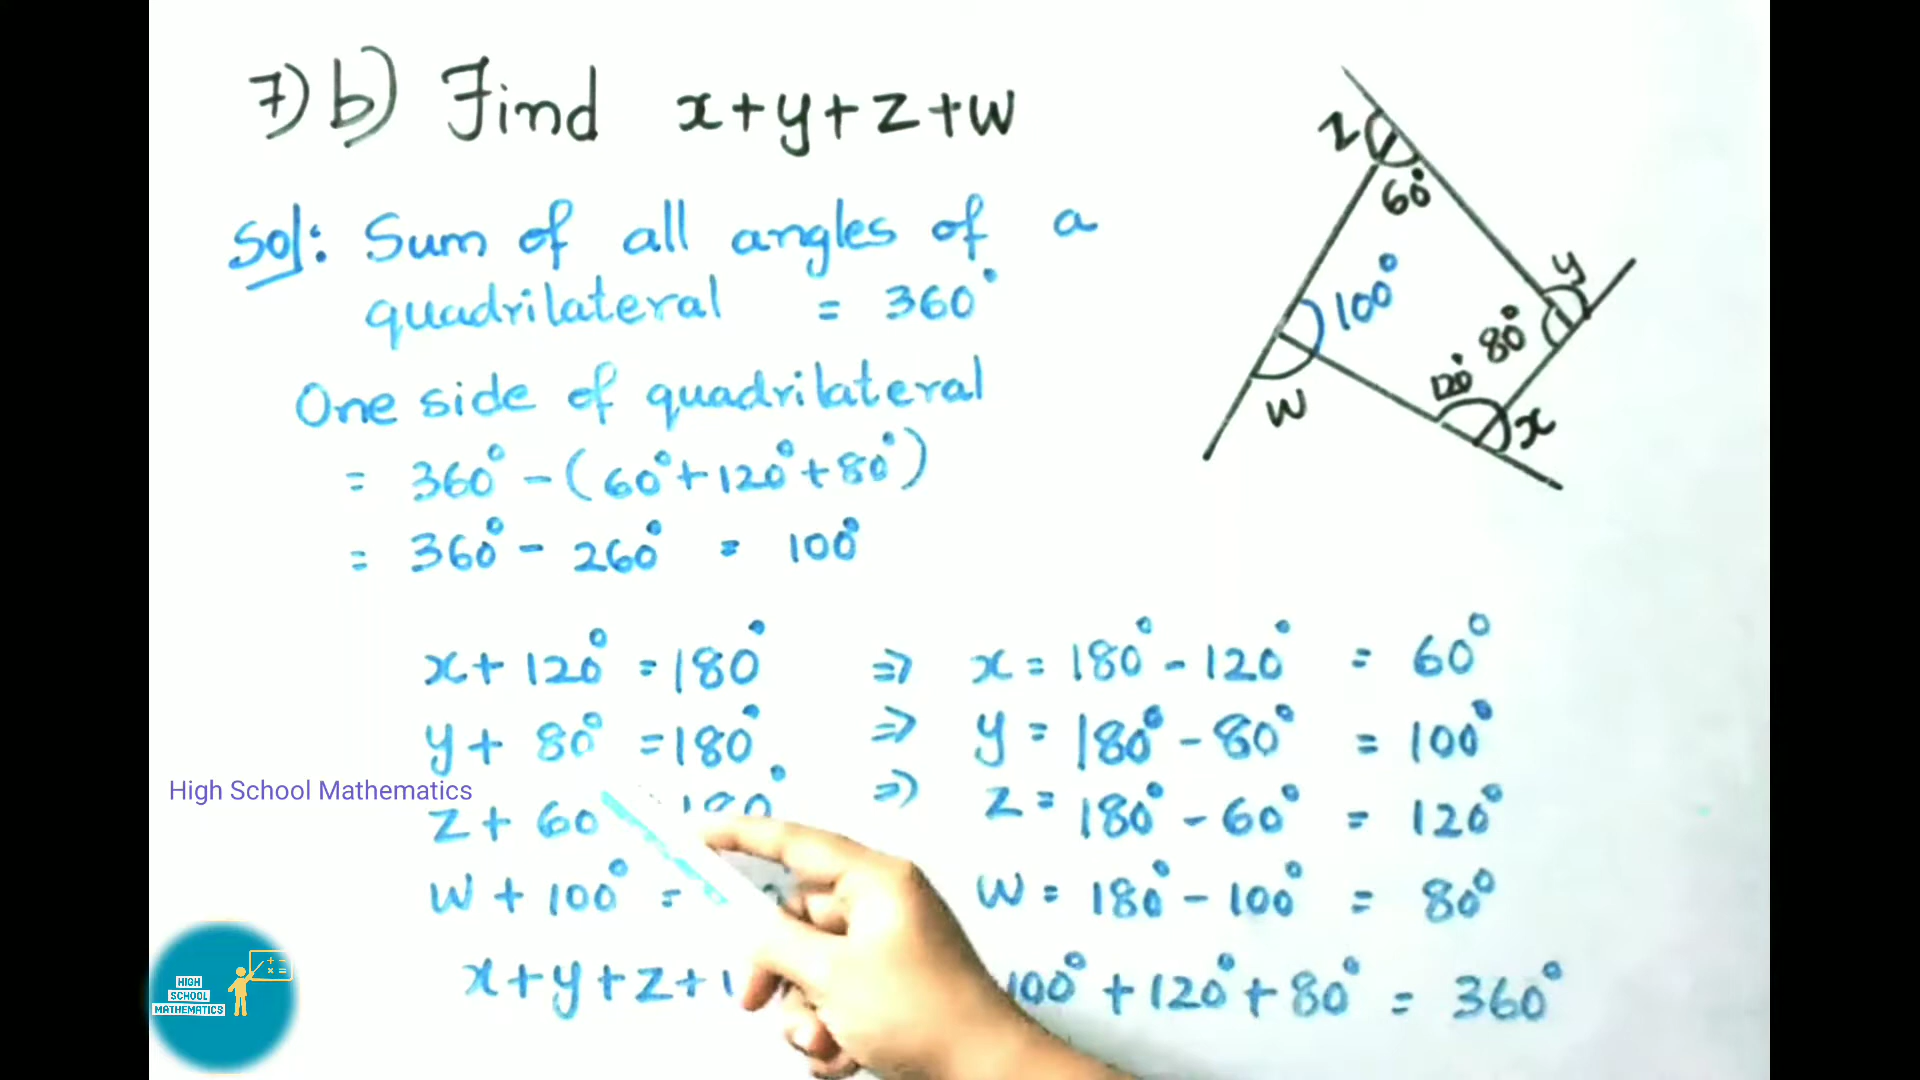 7) b) Find x+y+z+w
Sol: Sum of all angles of a
quadrilateral = 360°
One side of quadrilateral
= 360° - (60°+120°+80°)
= 360° - 260° = 100°
x+120° =180° ⇒ x=180° - 120° = 60°
y+ 80° =180° ⇒ y= 180° - 80° = 100°
High School Mathematics
z+ 60 180° ⇒ z= 180° - 60° = 120°
w + 100° = w= 180° - 100° = 80°
x+y+z+ 100° +120° + 80° = 360°
z
60°
y
100°
80°
120°
w
x
HIGH
SCHOOL
MATHEMATICS
+ −
× =